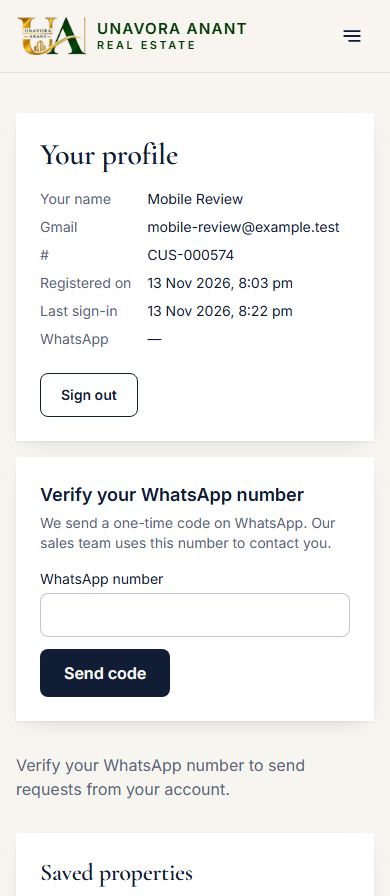 UA
UNAVORA
ANANT
UNAVORA ANANT
REAL ESTATE
Your profile
Your name Mobile Review
Gmail mobile-review@example.test
# CUS-000574
Registered on 13 Nov 2026, 8:03 pm
Last sign-in 13 Nov 2026, 8:22 pm
WhatsApp —
Sign out
Verify your WhatsApp number
We send a one-time code on WhatsApp. Our
sales team uses this number to contact you.
WhatsApp number
Send code
Verify your WhatsApp number to send
requests from your account.
Saved properties